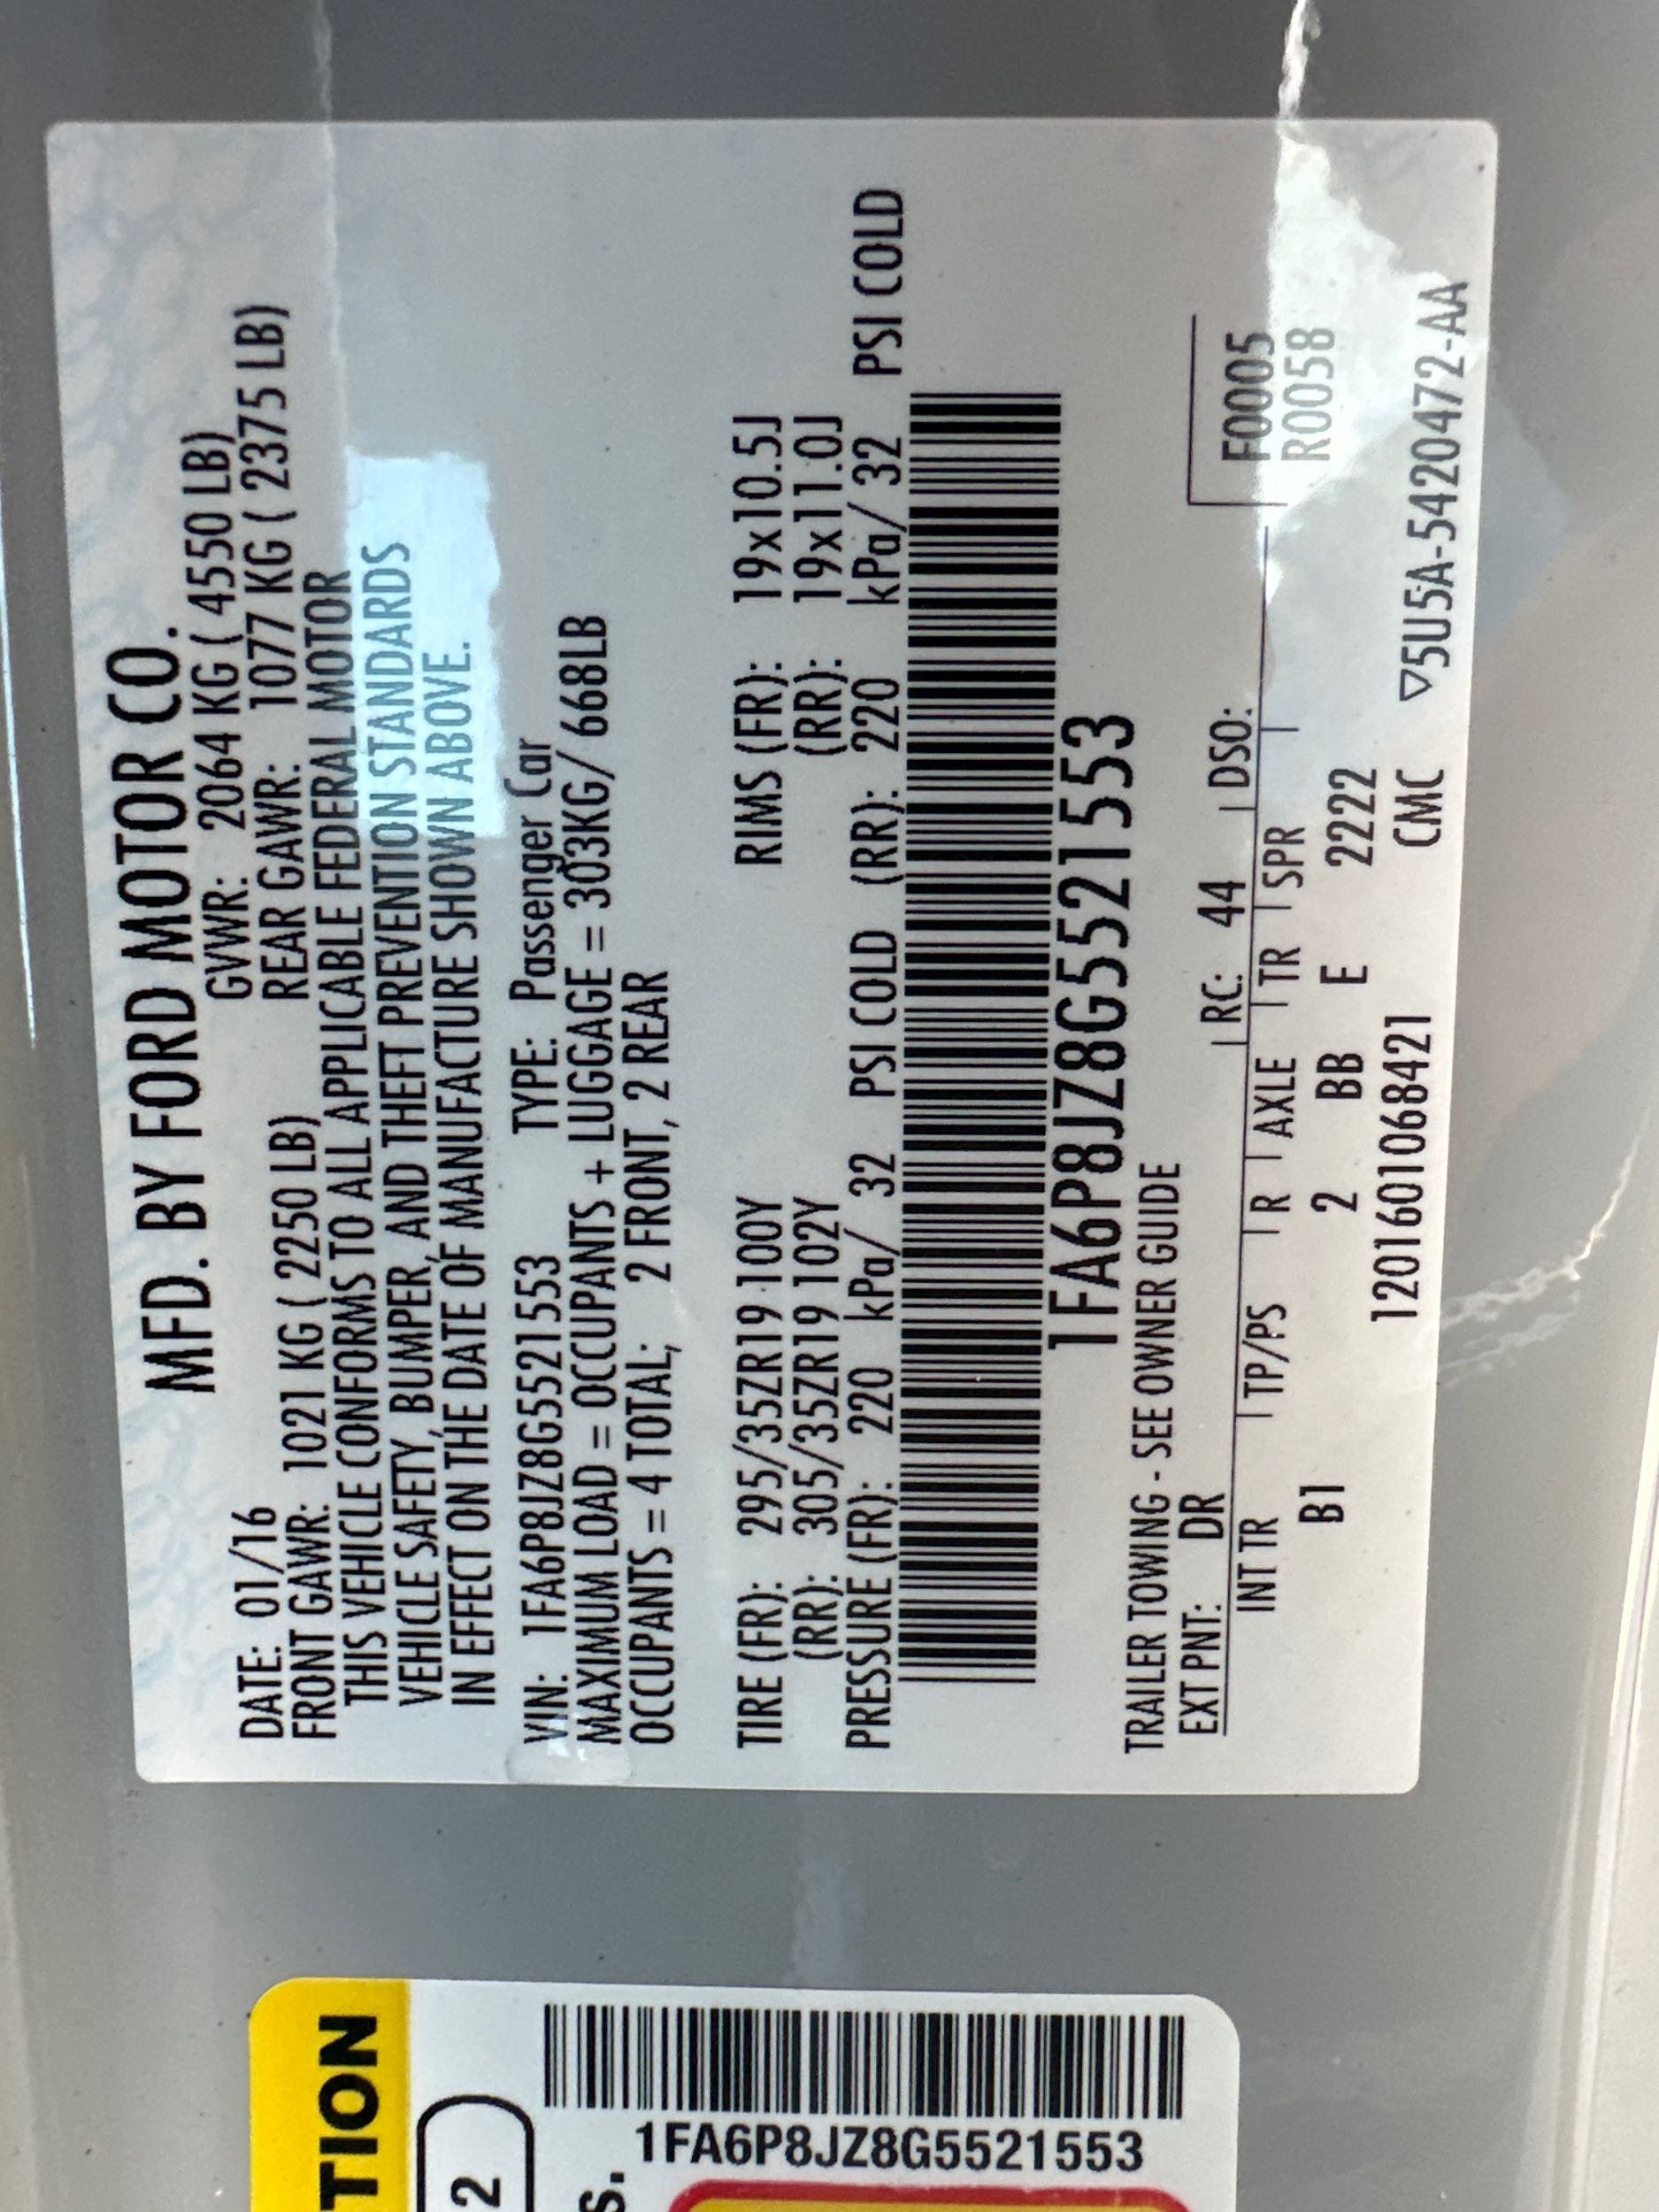 MFD. BY FORD MOTOR CO.
DATE: 01/16 GVWR: 2064 KG ( 4550 LB)
FRONT GAWR: 1021 KG ( 2250 LB) REAR GAWR: 1077 KG ( 2375 LB)
THIS VEHICLE CONFORMS TO ALL APPLICABLE FEDERAL MOTOR
VEHICLE SAFETY, BUMPER, AND THEFT PREVENTION STANDARDS
IN EFFECT ON THE DATE OF MANUFACTURE SHOWN ABOVE.
VIN: 1FA6P8JZ8G5521553 TYPE: Passenger Car
MAXIMUM LOAD = OCCUPANTS + LUGGAGE = 303KG/ 668LB
OCCUPANTS = 4 TOTAL; 2 FRONT, 2 REAR
TIRE (FR): 295/35ZR19 100Y RIMS (FR): 19x10.5J
(RR): 305/35ZR19 102Y (RR): 19x11.0J
PRESSURE (FR): 220 kPa/ 32 PSI COLD (RR): 220 kPa/ 32 PSI COLD
1FA6P8JZ8G5521553
TRAILER TOWING - SEE OWNER GUIDE
EXT PNT: DR RC: 44 DSO: F0005
INT TR TP/PS R AXLE TR SPR R0058
B1 2 BB E 2222
1201601068421 CMC ▽5U5A-5420472-AA
TION
2
s.
1FA6P8JZ8G5521553